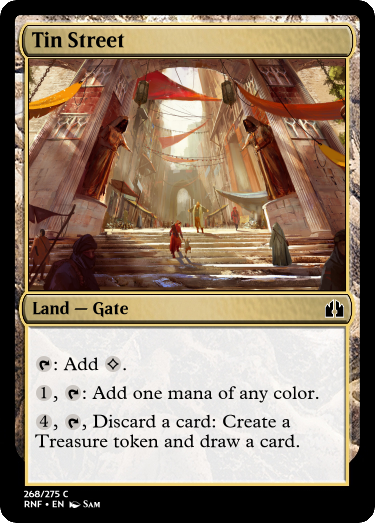 Tin Street
Land — Gate
: Add .
1, : Add one mana of any color.
4, , Discard a card: Create a
Treasure token and draw a card.
268/275 C
RNF • EN Sam